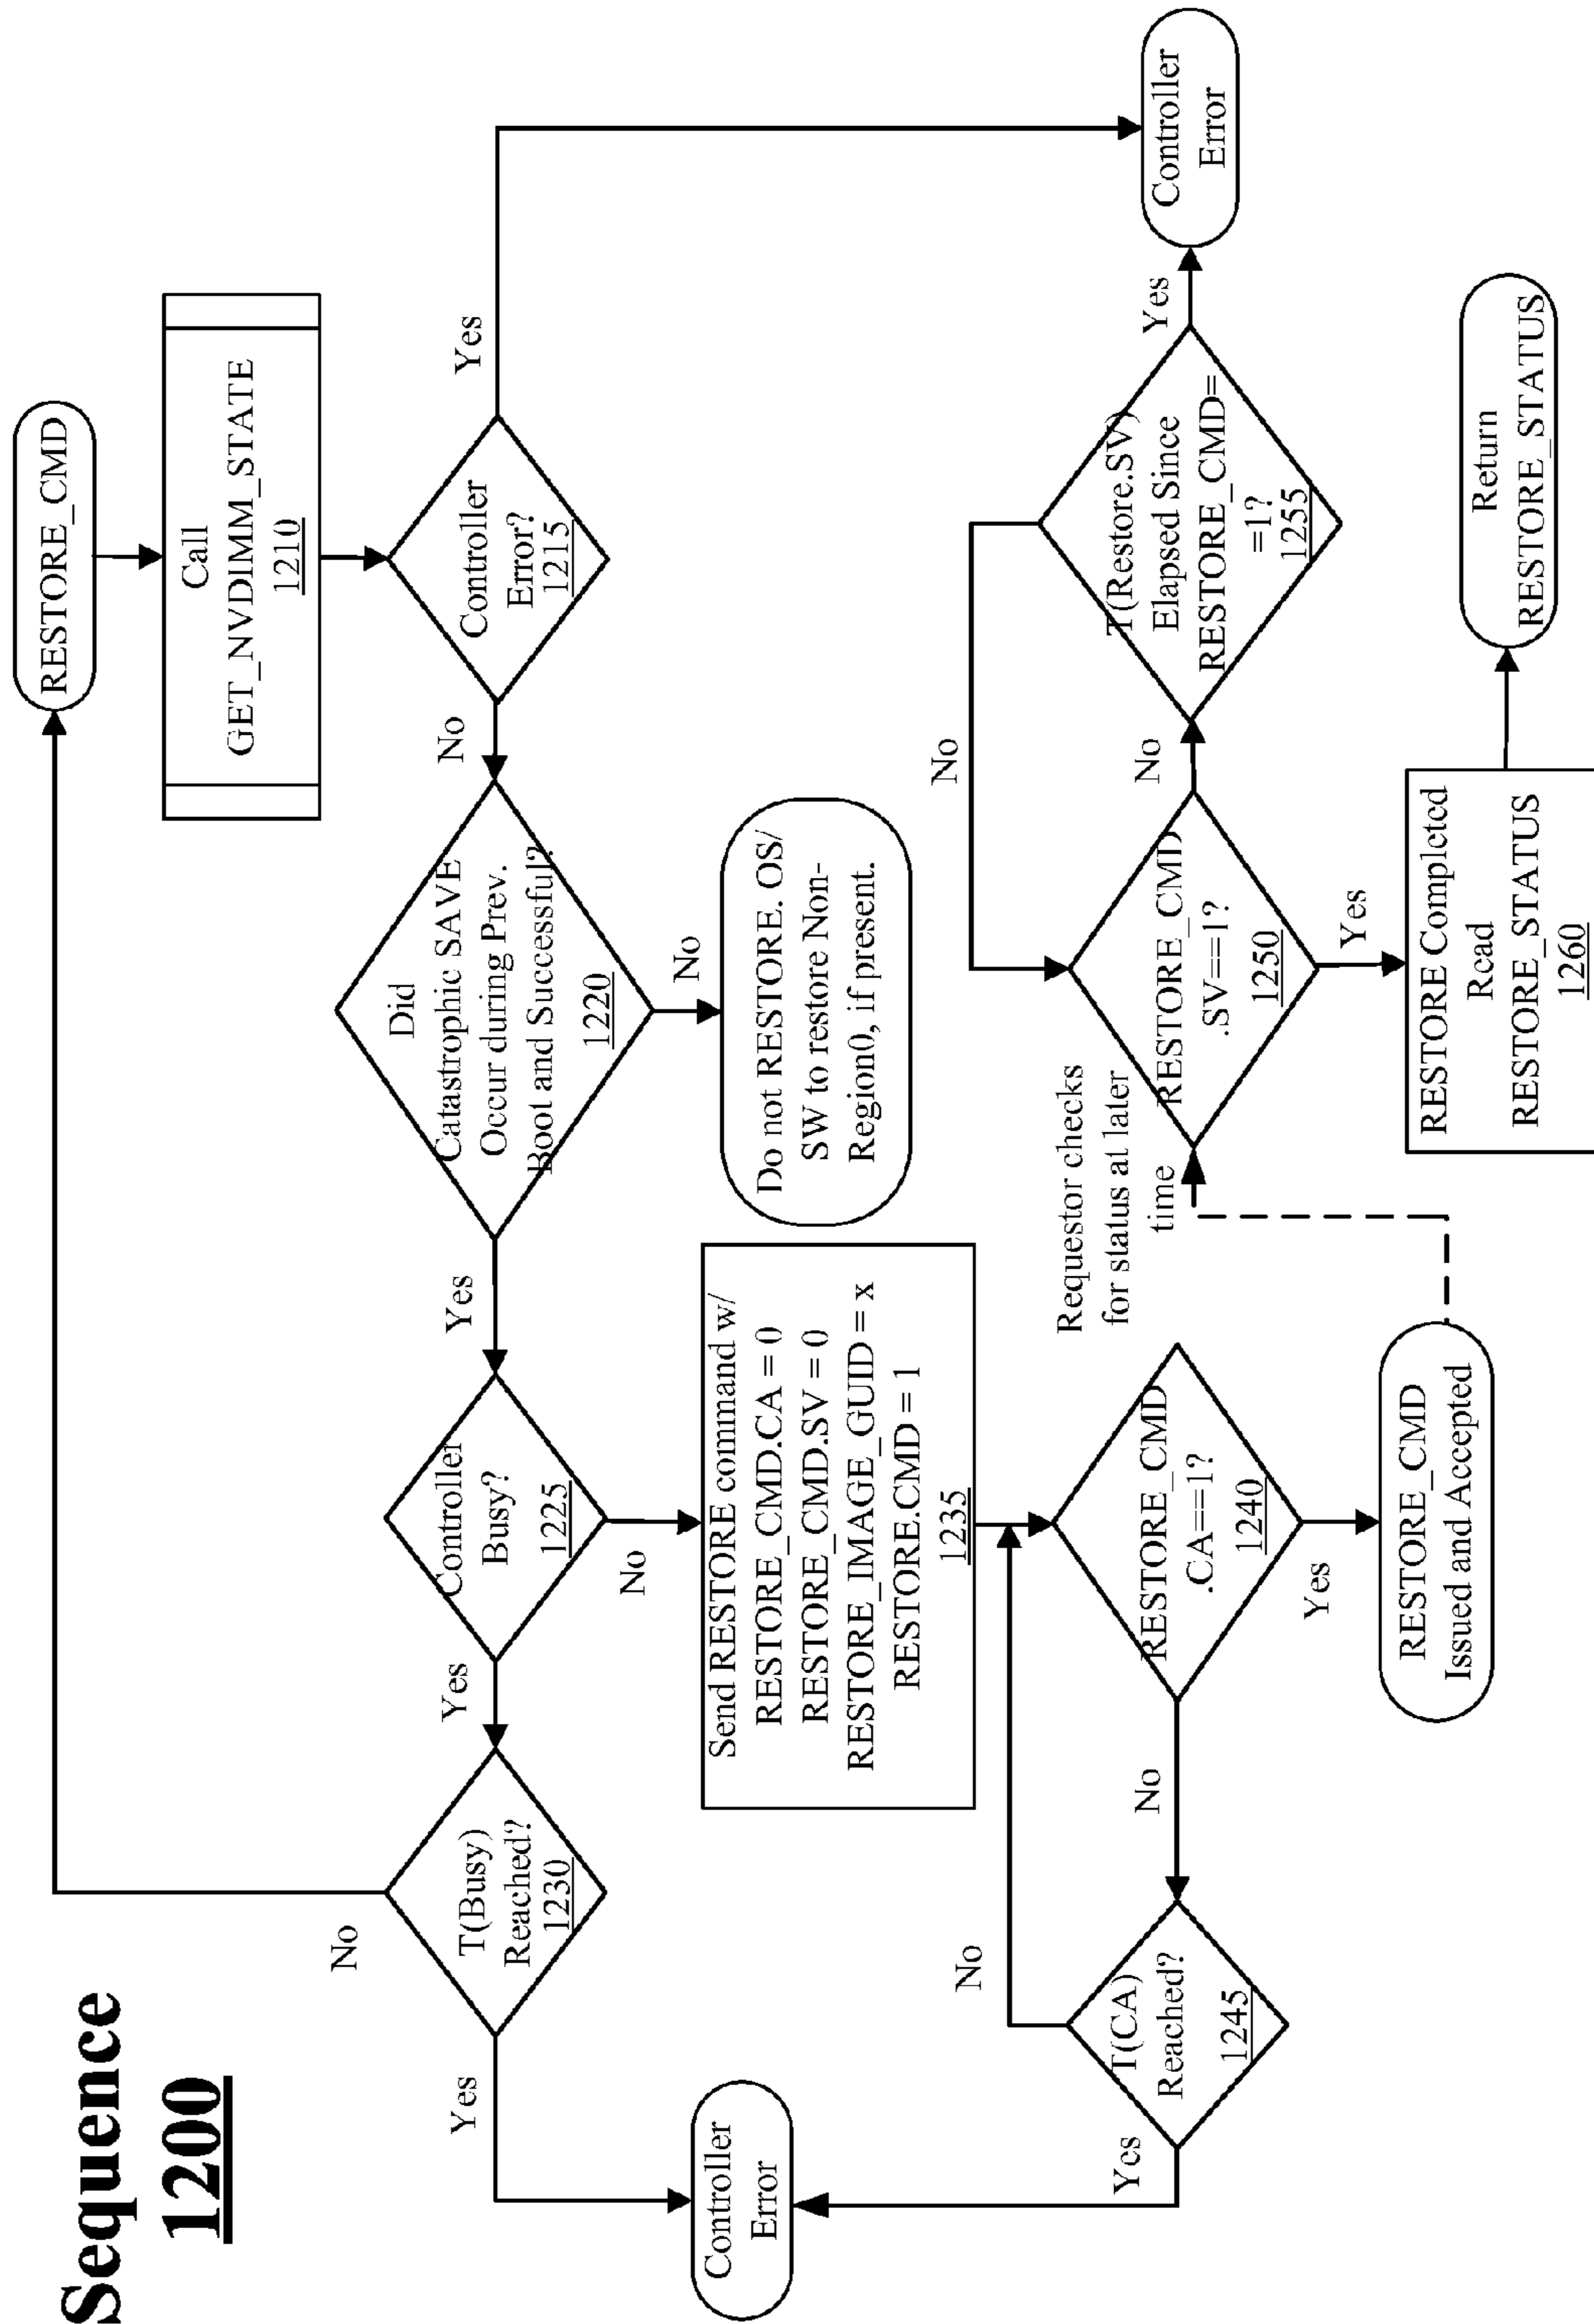 Sequence
1200
RESTORE_CMD
Call
GET_NVDIMM_STATE
1210
Controller
Error?
1215
Yes
No
Did
Catastrophic SAVE
Occur during Prev.
Boot and Successful?
1220
No
Do not RESTORE. OS/
SW to restore Non-
Region0, if present.
Yes
Controller
Busy?
1225
Yes
No
T(Busy)
Reached?
1230
No
Yes
Controller
Error
Send RESTORE command w/
RESTORE_CMD.CA = 0
RESTORE_CMD.SV = 0
RESTORE_IMAGE_GUID = x
RESTORE.CMD = 1
1235
RESTORE_CMD
.CA==1?
1240
No
Yes
T(CA)
Reached?
1245
No
Yes
RESTORE_CMD
Issued and Accepted
Requestor checks
for status at later
time
RESTORE_CMD
.SV==1?
1250
No
Yes
T(Restore.SV)
Elapsed Since
RESTORE_CMD=
=1?
1255
No
Yes
Controller
Error
RESTORE Completed
Read
RESTORE_STATUS
1260
Return
RESTORE_STATUS